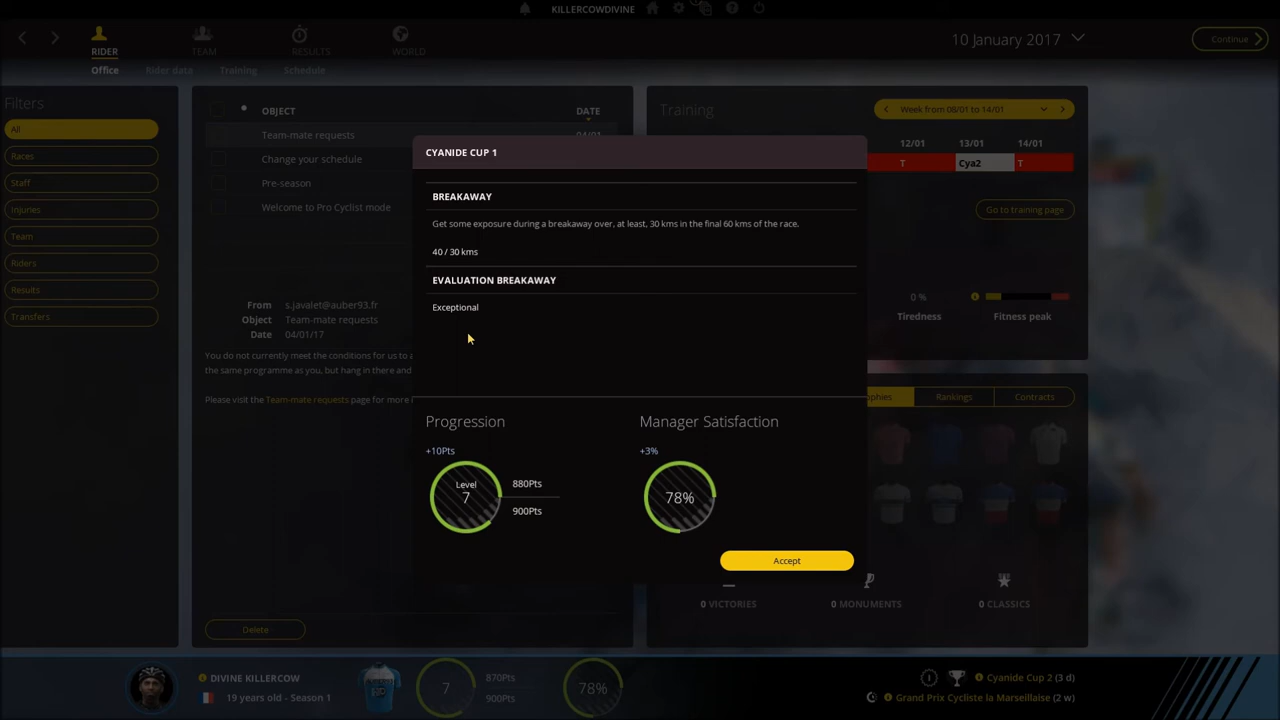 KILLERCOWDIVINE
RIDER
TEAM
RESULTS
WORLD
10 January 2017
Continue
Office
Rider data
Training
Schedule
Filters
All
Races
Staff
Injuries
Team
Riders
Results
Transfers
OBJECT
DATE
Team-mate requests
04/01
Change your schedule
Pre-season
Welcome to Pro Cyclist mode
From s.javalet@auber93.fr
Object Team-mate requests
Date 04/01/17
You do not currently meet the conditions for us to a
the same programme as you, but hang in there and
Please visit the Team-mate requests page for more
Delete
Training
Week from 08/01 to 14/01
12/01 13/01 14/01
T Cya2 T
Go to training page
0 %
Tiredness
Fitness peak
CYANIDE CUP 1
BREAKAWAY
Get some exposure during a breakaway over, at least, 30 kms in the final 60 kms of the race.
40 / 30 kms
EVALUATION BREAKAWAY
Exceptional
Progression
+10Pts
Level
7
880Pts
900Pts
Manager Satisfaction
+3%
78%
Accept
phies
Rankings
Contracts
0 VICTORIES
0 MONUMENTS
0 CLASSICS
DIVINE KILLERCOW
19 years old - Season 1
7
870Pts
900Pts
78%
Cyanide Cup 2 (3 d)
Grand Prix Cycliste la Marseillaise (2 w)